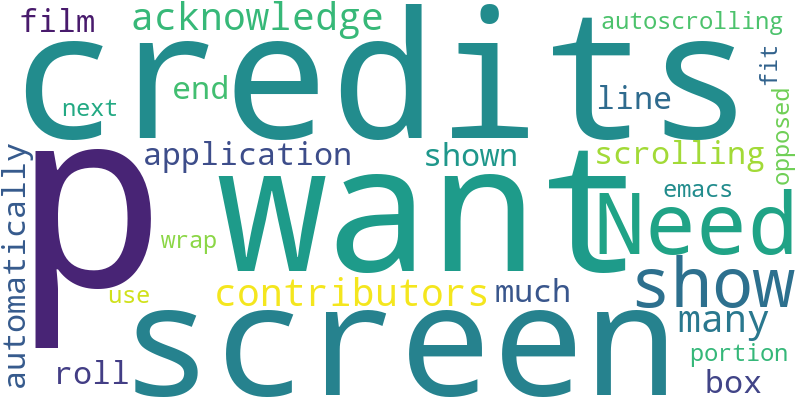 film
acknowledge
autoscrolling
credits
fit
next
end
line
opposed
automatically
p
application
want
shown
scrolling
Need
emacs
wrap
use
contributors
much
show
many
screen
roll
portion
box